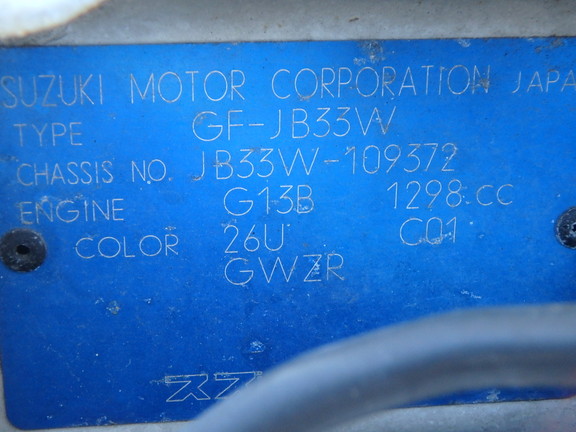 SUZUKI MOTOR CORPORATION JAPA
TYPE GF-JB33W
CHASSIS NO. JB33W-109372
ENGINE G13B 1298 CC
COLOR 26U C01
GWZR